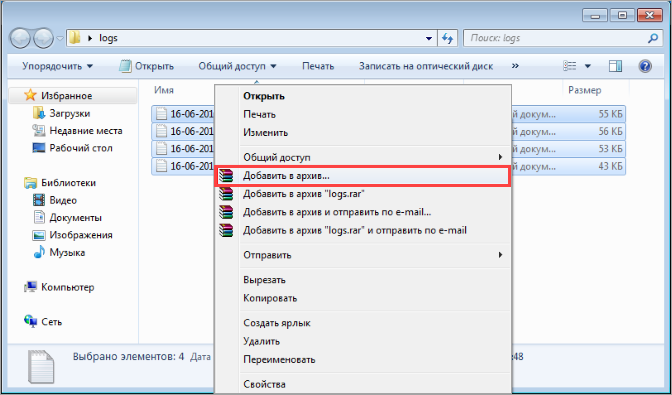 logs
Поиск: logs
Упорядочить
Открыть
Общий доступ
Печать
Записать на оптический диск
»
Избранное
Загрузки
Недавние места
Рабочий стол
Библиотеки
Видео
Документы
Изображения
Музыка
Компьютер
Сеть
Имя
Размер
16-06-201 й докум... 55 КБ
16-06-201 й докум... 56 КБ
16-06-201 й докум... 53 КБ
16-06-201 й докум... 43 КБ
Открыть
Печать
Изменить
Общий доступ
Добавить в архив...
Добавить в архив "logs.rar"
Добавить в архив и отправить по e-mail...
Добавить в архив "logs.rar" и отправить по e-mail
Отправить
Вырезать
Копировать
Создать ярлык
Удалить
Переименовать
Свойства
Выбрано элементов: 4 Дата :48